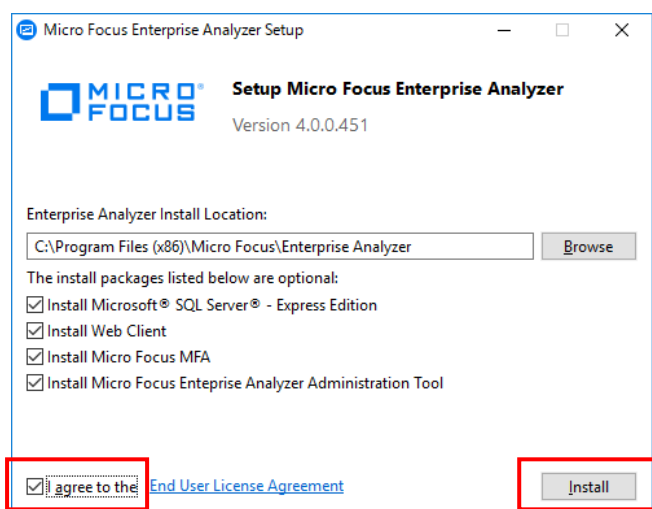 Micro Focus Enterprise Analyzer Setup
MICRO® FOCUS
Setup Micro Focus Enterprise Analyzer
Version 4.0.0.451
Enterprise Analyzer Install Location:
C:\Program Files (x86)\Micro Focus\Enterprise Analyzer Browse
The install packages listed below are optional:
Install Microsoft® SQL Server® - Express Edition
Install Web Client
Install Micro Focus MFA
Install Micro Focus Enteprise Analyzer Administration Tool
I agree to the End User License Agreement Install